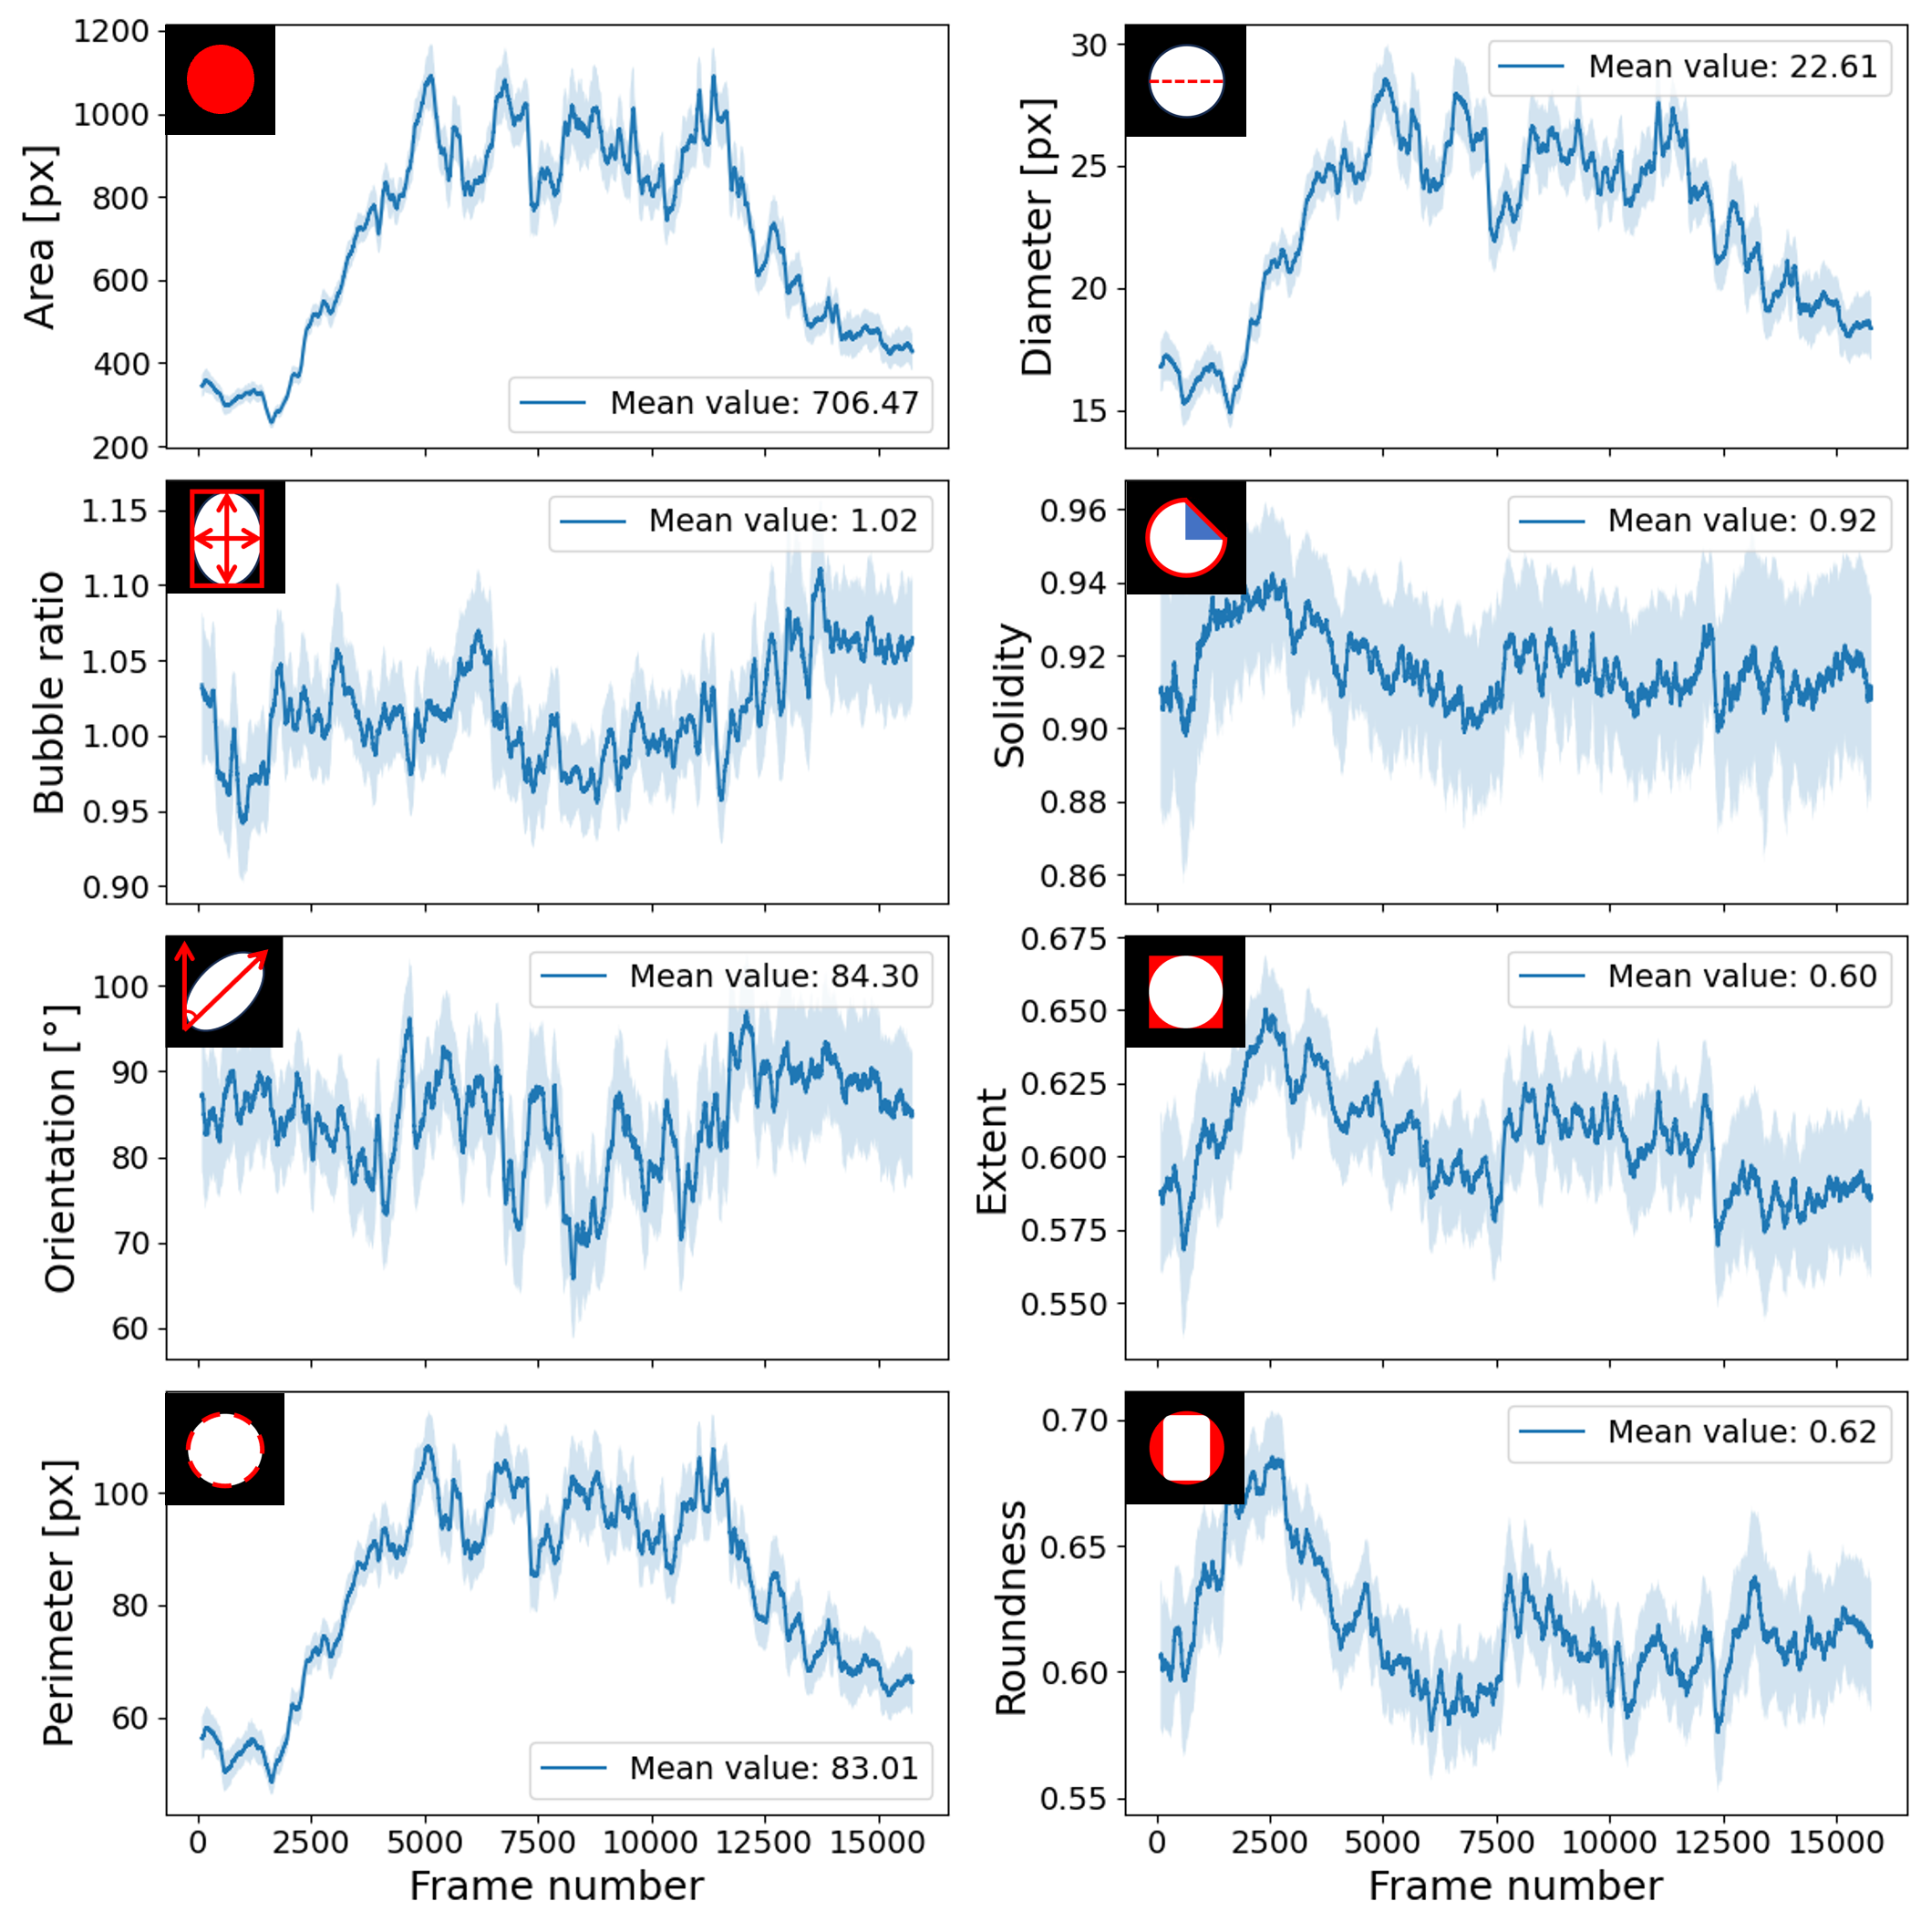 1200
1000
800
600
400
200
Area [px]
Mean value: 706.47
30
25
20
15
Diameter [px]
Mean value: 22.61
1.15
1.10
1.05
1.00
0.95
0.90
Bubble ratio
Mean value: 1.02
0.96
0.94
0.92
0.90
0.88
0.86
Solidity
Mean value: 0.92
100
90
80
70
60
Orientation [°]
Mean value: 84.30
0.675
0.650
0.625
0.600
0.575
0.550
Extent
Mean value: 0.60
100
80
60
Perimeter [px]
Mean value: 83.01
0 2500 5000 7500 10000 12500 15000
Frame number
0.70
0.65
0.60
0.55
Roundness
Mean value: 0.62
0 2500 5000 7500 10000 12500 15000
Frame number